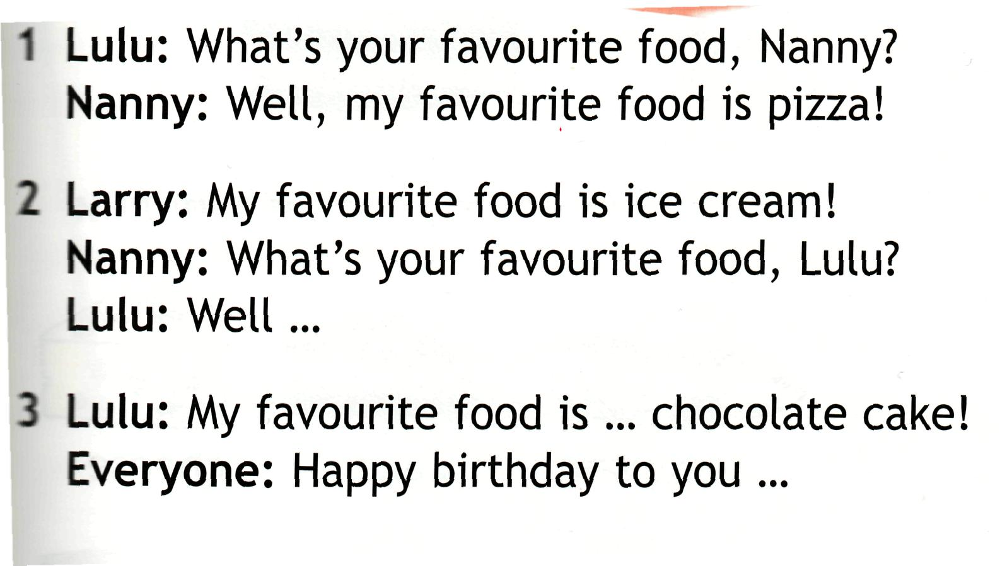 1 Lulu: What’s your favourite food, Nanny?
Nanny: Well, my favourite food is pizza!
2 Larry: My favourite food is ice cream!
Nanny: What’s your favourite food, Lulu?
Lulu: Well ...
3 Lulu: My favourite food is ... chocolate cake!
Everyone: Happy birthday to you ...